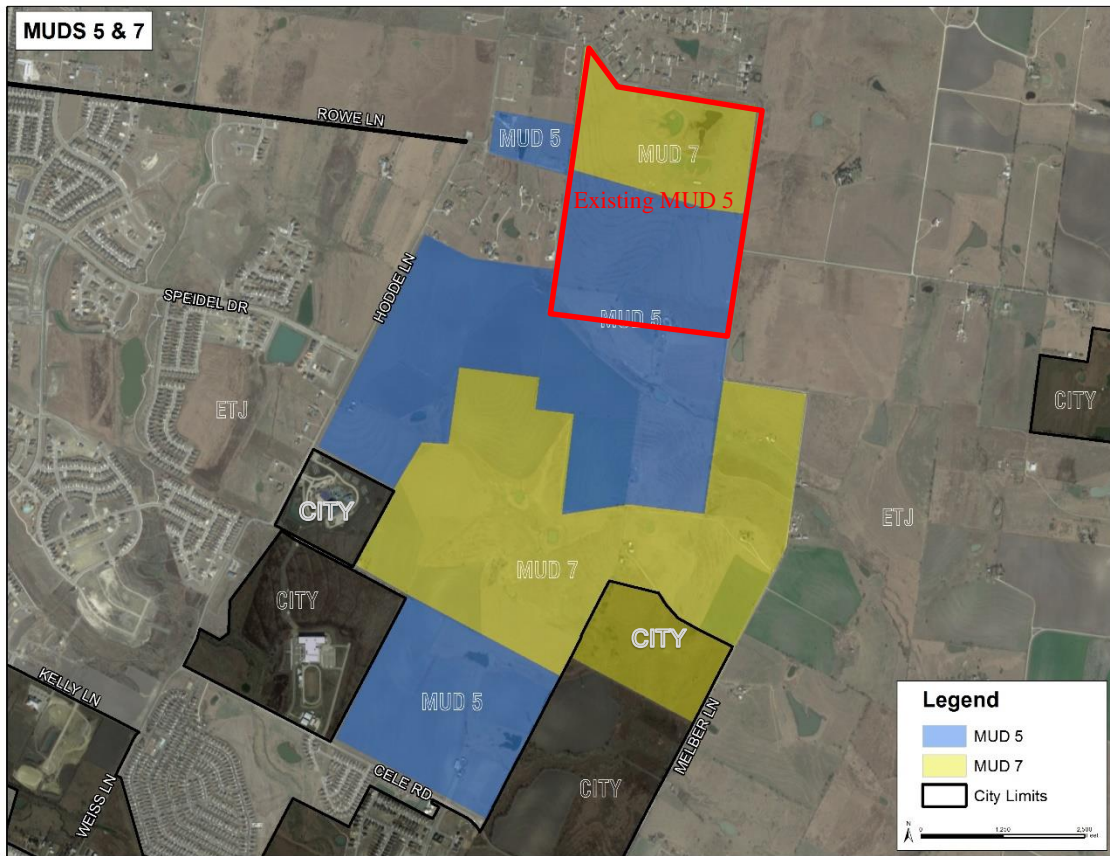 MUDS 5 & 7
ROWE LN
MUD 5
MUD 7
Existing MUD 5
HODDE LN
SPEIDEL DR
MUD 5
ETJ
CITY
CITY
ETJ
MUD 7
CITY
CITY
KELLY LN
MUD 5
MELBER LN
CELE RD
CITY
WEISS LN
Legend
MUD 5
MUD 7
City Limits
N
0 1,250 2,500
Feet